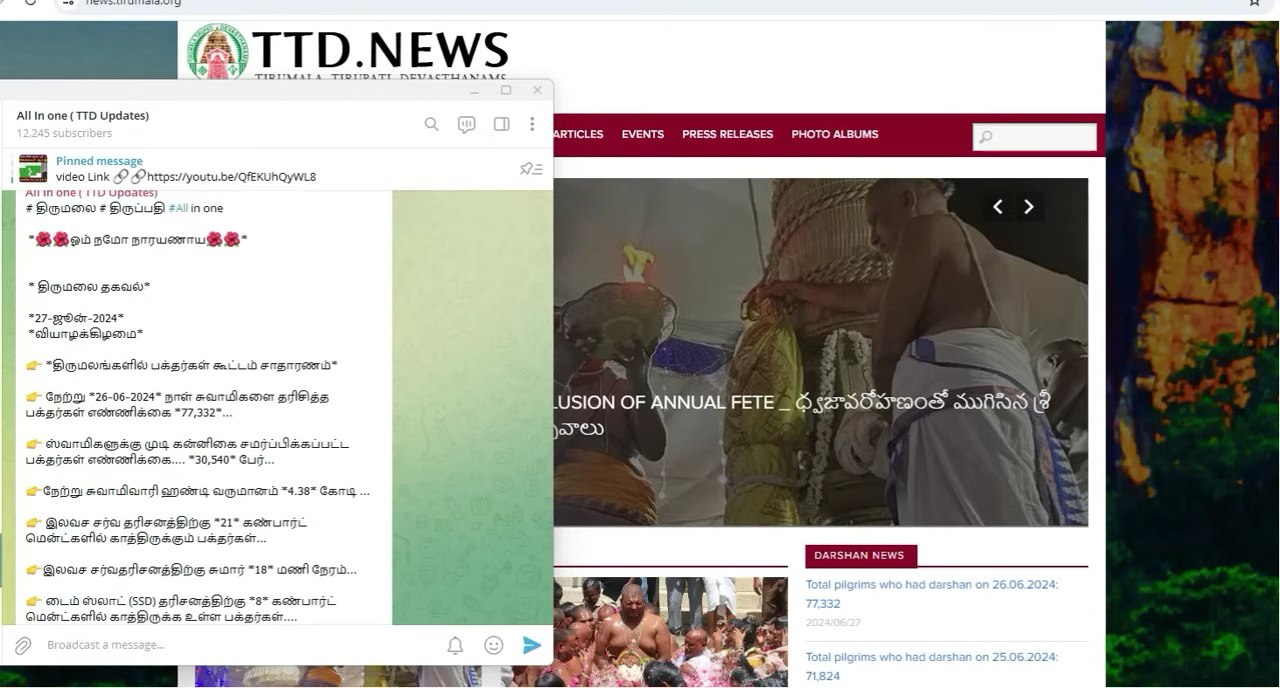 news.tirumala.org
TTD.NEWS
TIRUMALA TIRUPATI DEVASTHANAMS
All In one ( TTD Updates)
12,245 subscribers
Pinned message
video Link 🔗🔗https://youtu.be/QfEKUhQyWL8
All In one ( TTD Updates)
# திருமலை # திருப்பதி #All in one
*🌺🌺ஓம் நமோ நாரயணாய🌺🌺*
* திருமலை தகவல்*
*27-ஜூன்-2024*
*வியாழக்கிழமை*
👉 *திருமலங்களில் பக்தர்கள் கூட்டம் சாதாரணம்*
👉 நேற்று *26-06-2024* நாள் சுவாமிகளை தரிசித்த
பக்தர்கள் எண்ணிக்கை *77,332*...
👉 ஸ்வாமிகளுக்கு முடி கன்னிகை சமர்ப்பிக்கப்பட்ட
பக்தர்கள் எண்ணிக்கை.... *30,540* பேர்...
👉நேற்று சுவாமிவாரி ஹண்டி வருமானம் *4.38* கோடி ...
👉 இலவச சர்வ தரிசனத்திற்கு *21* கண்பார்ட்
மென்ட்களில் காத்திருக்கும் பக்தர்கள்...
👉இலவச சர்வதரிசனத்திற்கு சுமார் *18* மணி நேரம்...
👉 டைம் ஸ்லாட் (SSD) தரிசனத்திற்கு *8* கண்பார்ட்
மென்ட்களில் காத்திருக்க உள்ள பக்தர்கள்....
Broadcast a message...
ARTICLES EVENTS PRESS RELEASES PHOTO ALBUMS
LUSION OF ANNUAL FETE _ ధ్వజావరోహణంతో ముగిసిన శ్రీ
వాలు
DARSHAN NEWS
Total pilgrims who had darshan on 26.06.2024:
77,332
2024/06/27
Total pilgrims who had darshan on 25.06.2024:
71,824